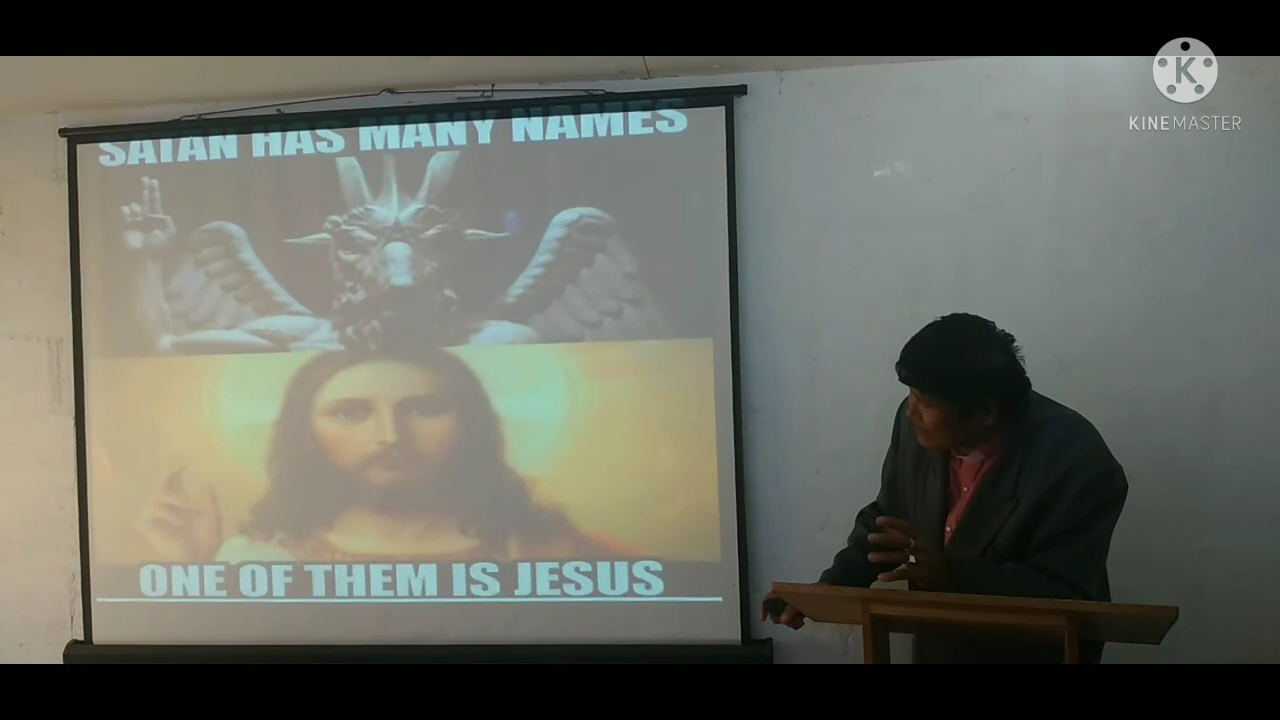 K
KINEMASTER
SATAN HAS MANY NAMES
ONE OF THEM IS JESUS